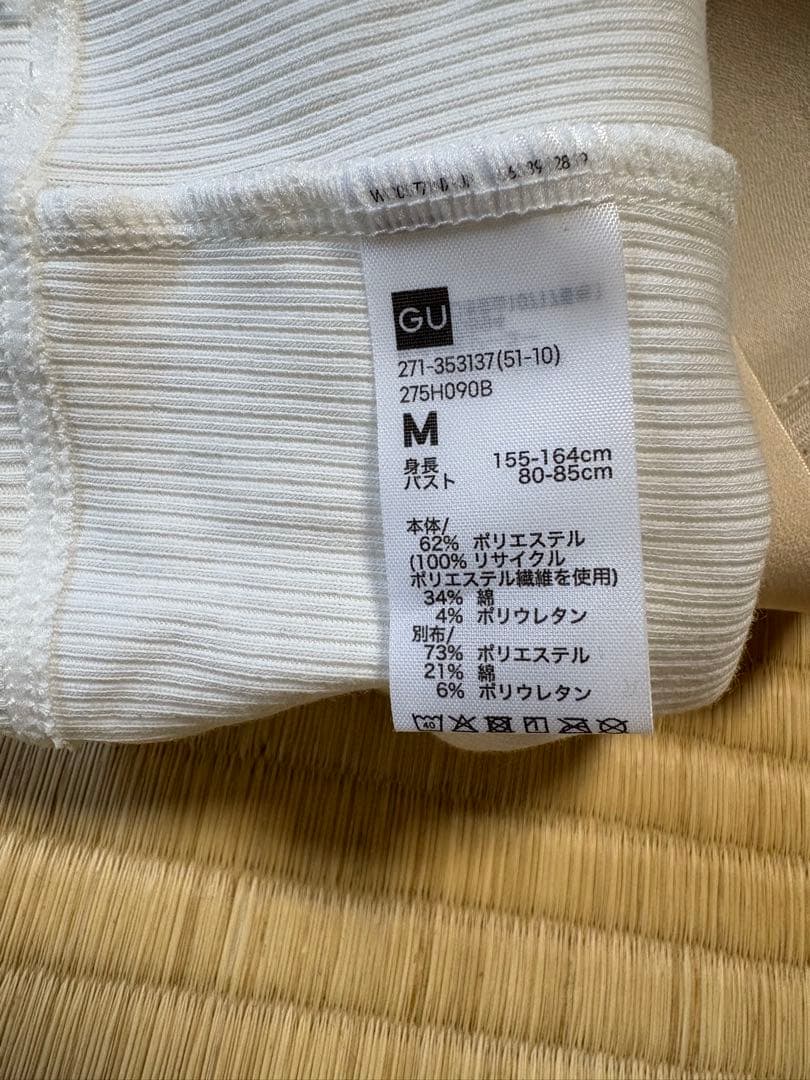 GU
271-353137(51-10)
275H090B
M
身長 155-164cm
バスト 80-85cm
本体/
62% ポリエステル
(100% リサイクル
ポリエステル繊維を使用)
34% 綿
4% ポリウレタン
別布/
73% ポリエステル
21% 綿
6% ポリウレタン
40